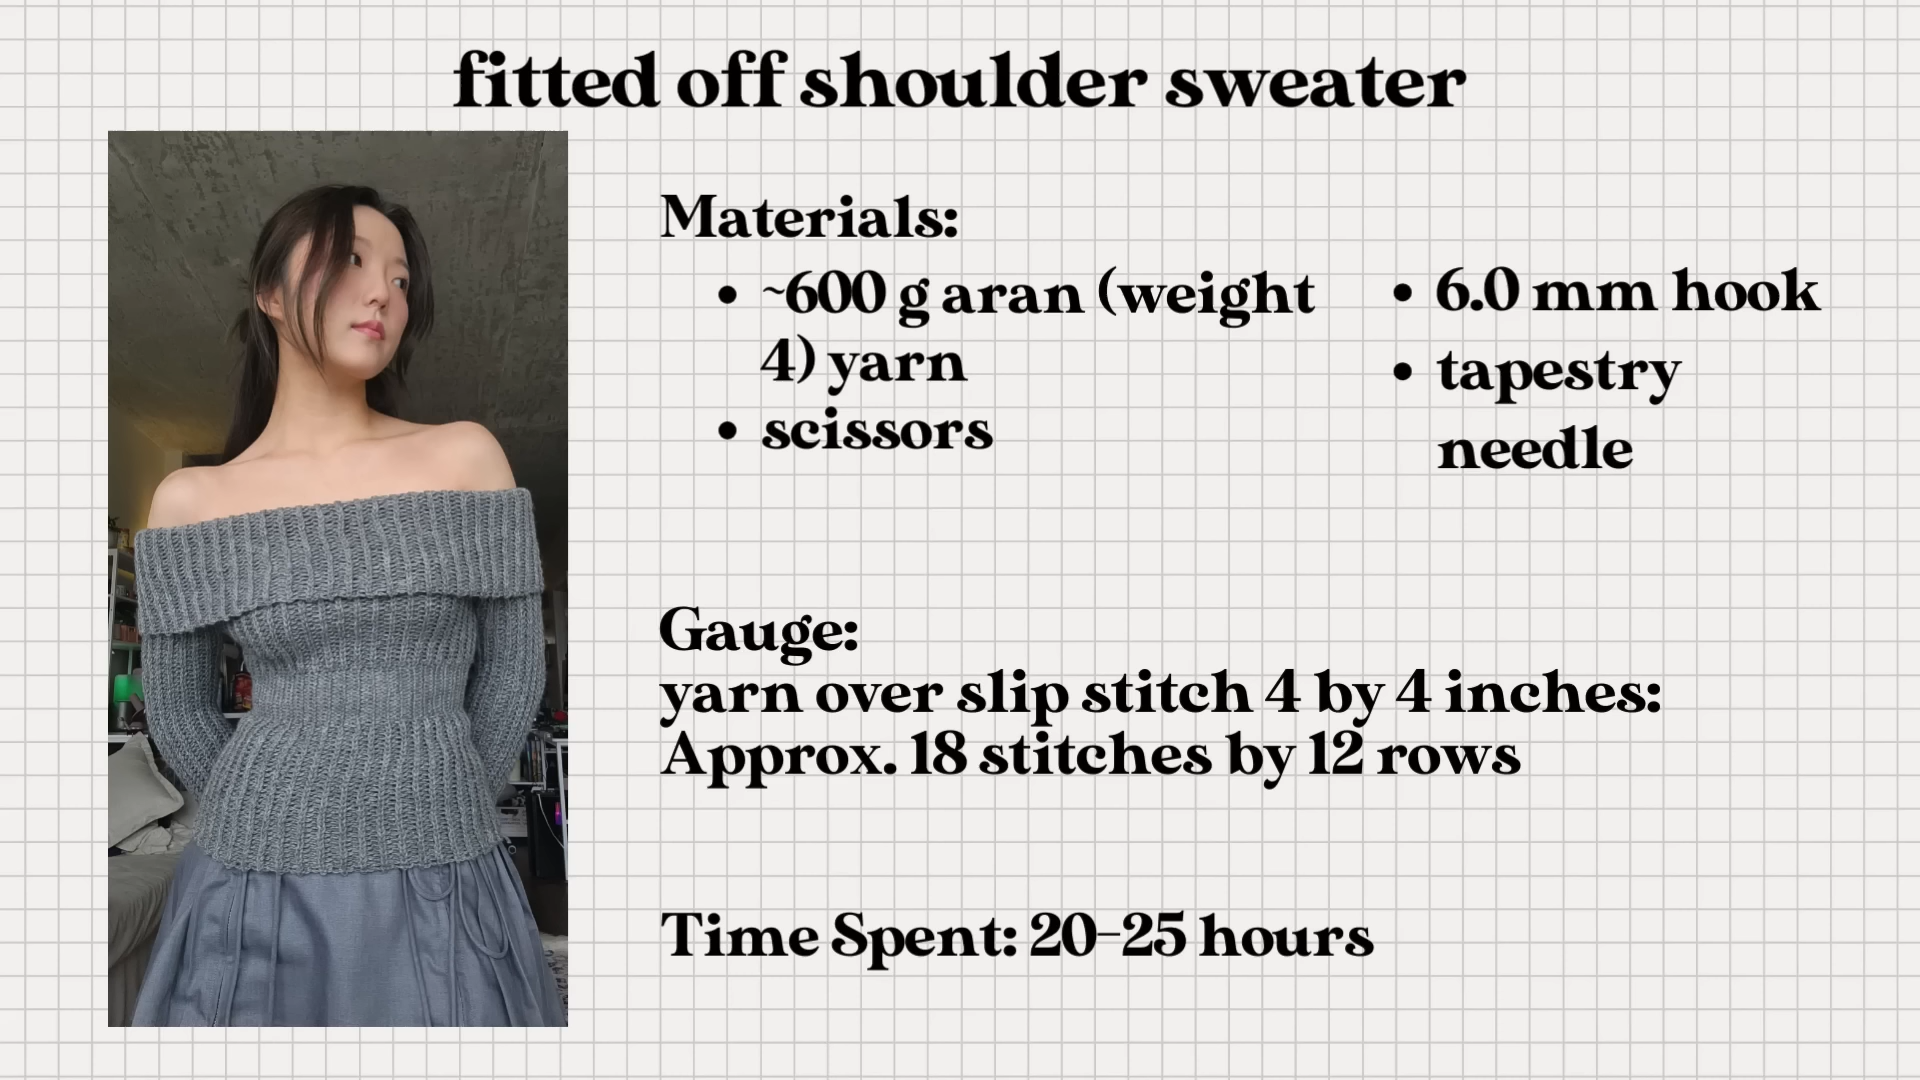 fitted off shoulder sweater
Materials:
• ~600 g aran (weight
4) yarn
• scissors
• 6.0 mm hook
• tapestry
needle
Gauge:
yarn over slip stitch 4 by 4 inches:
Approx. 18 stitches by 12 rows
Time Spent: 20-25 hours